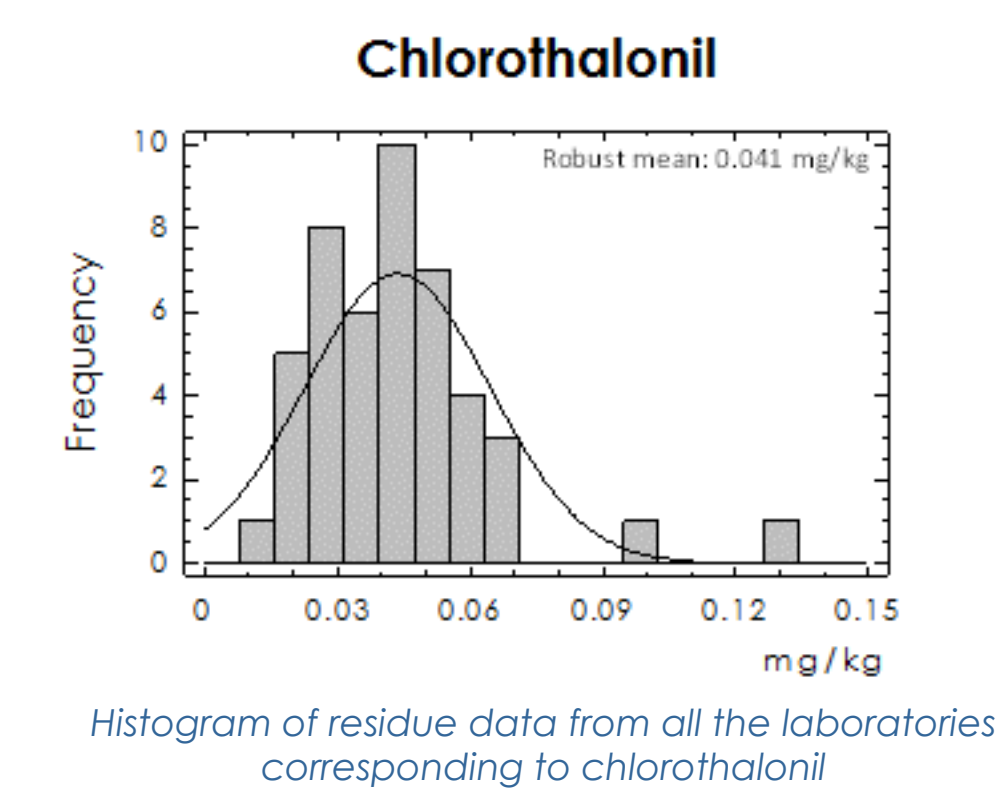 Chlorothalonil
Robust mean: 0.041 mg/kg
Frequency
10
8
6
4
2
0
0 0.03 0.06 0.09 0.12 0.15
mg/kg
Histogram of residue data from all the laboratories
corresponding to chlorothalonil